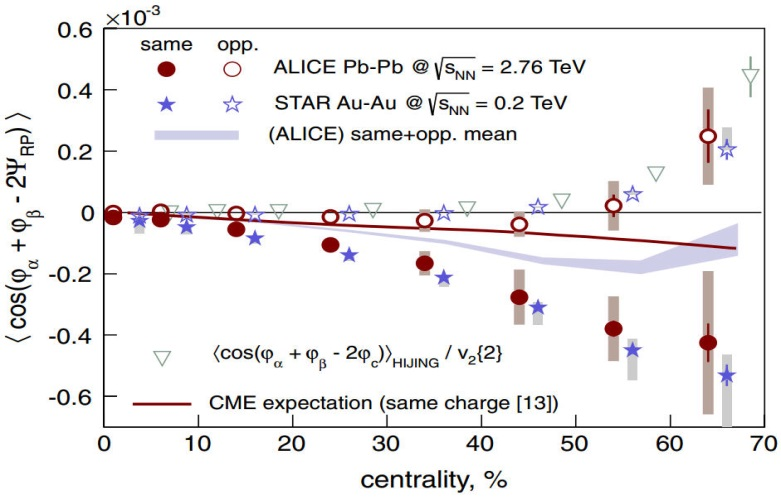 ×10⁻³
0.6
same opp.
ALICE Pb-Pb @ √sNN = 2.76 TeV
0.4
STAR Au-Au @ √sNN = 0.2 TeV
(ALICE) same+opp. mean
0.2
0
-0.2
-0.4
⟨cos(φα + φβ - 2φc)⟩HIJING / v2{2}
-0.6
CME expectation (same charge [13])
⟨ cos(φα + φβ - 2ΨRP) ⟩
0 10 20 30 40 50 60 70
centrality, %